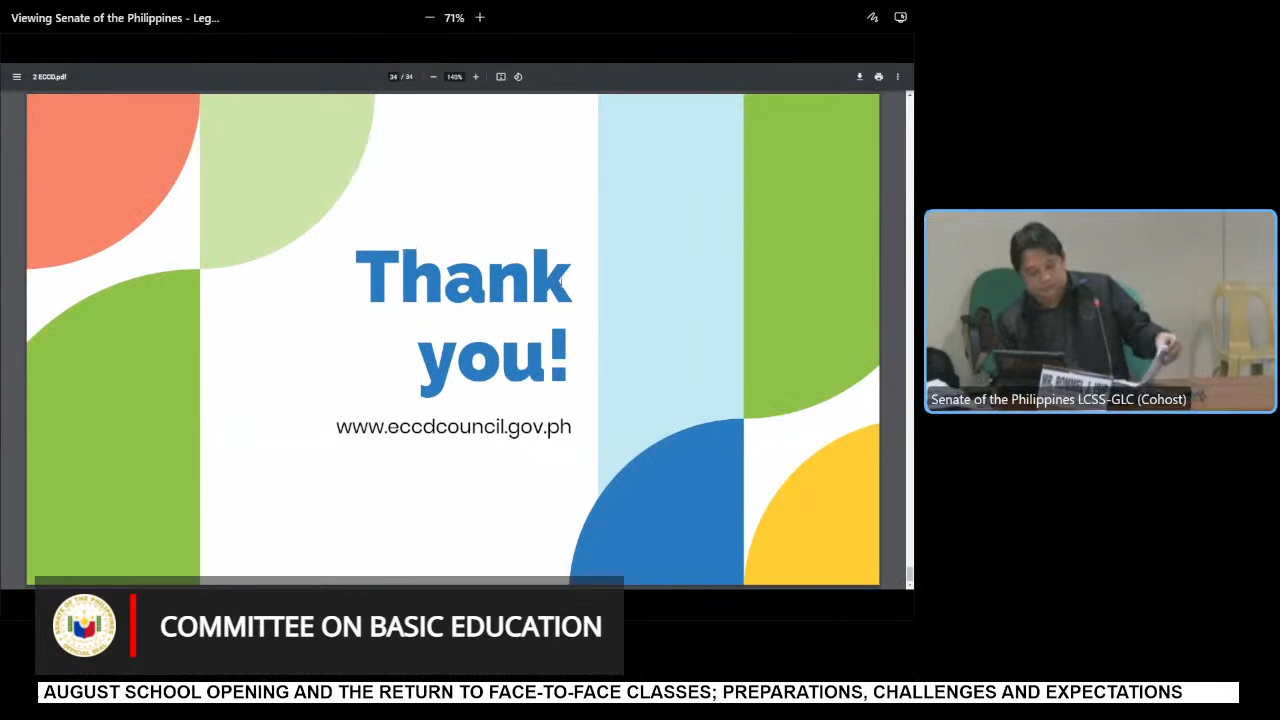 Viewing Senate of the Philippines - Leg...
71%
2 ECCD.pdf
34 / 34
140%
Thank
you!
www.eccdcouncil.gov.ph
Senate of the Philippines LCSS-GLC (Cohost)
COMMITTEE ON BASIC EDUCATION
AUGUST SCHOOL OPENING AND THE RETURN TO FACE-TO-FACE CLASSES; PREPARATIONS, CHALLENGES AND EXPECTATIONS